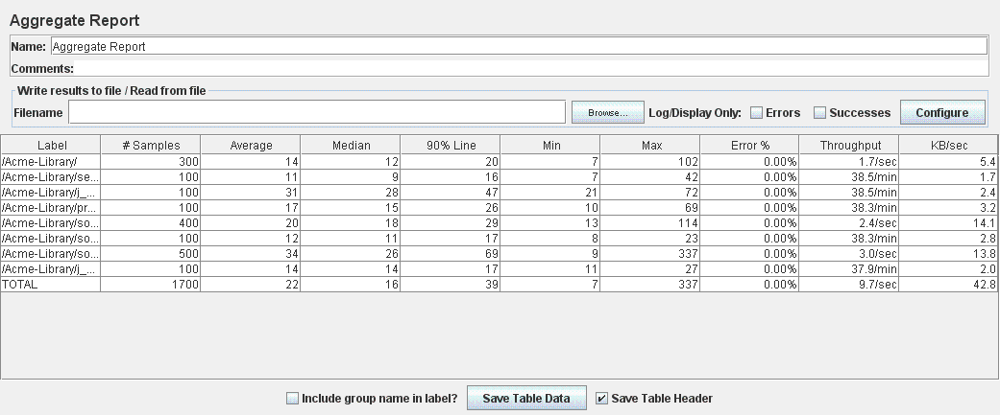 Aggregate Report
Name: Aggregate Report
Comments:
Write results to file / Read from file
Filename Browse... Log/Display Only: Errors Successes Configure
Label # Samples Average Median 90% Line Min Max Error % Throughput KB/sec
/Acme-Library/ 300 14 12 20 7 102 0.00% 1.7/sec 5.4
/Acme-Library/se... 100 11 9 16 7 42 0.00% 38.5/min 1.7
/Acme-Library/j_... 100 31 28 47 21 72 0.00% 38.5/min 2.4
/Acme-Library/pr... 100 17 15 26 10 69 0.00% 38.3/min 3.2
/Acme-Library/so... 400 20 18 29 13 114 0.00% 2.4/sec 14.1
/Acme-Library/so... 100 12 11 17 8 23 0.00% 38.3/min 2.8
/Acme-Library/so... 500 34 26 69 9 337 0.00% 3.0/sec 13.8
/Acme-Library/j_... 100 14 14 17 11 27 0.00% 37.9/min 2.0
TOTAL 1700 22 16 39 7 337 0.00% 9.7/sec 42.8
Include group name in label? Save Table Data Save Table Header